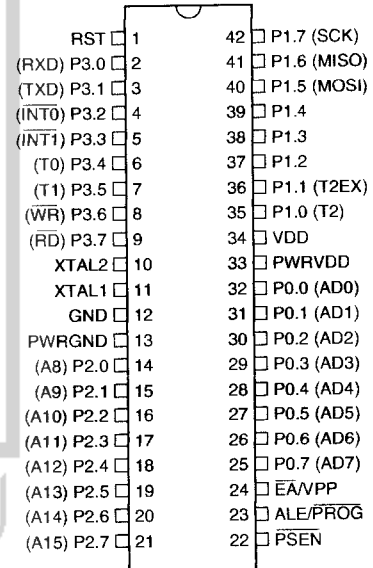 RST 1 42 P1.7 (SCK)
(RXD) P3.0 2 41 P1.6 (MISO)
(TXD) P3.1 3 40 P1.5 (MOSI)
(I̅N̅T̅0̅) P3.2 4 39 P1.4
(I̅N̅T̅1̅) P3.3 5 38 P1.3
(T0) P3.4 6 37 P1.2
(T1) P3.5 7 36 P1.1 (T2EX)
(W̅R̅) P3.6 8 35 P1.0 (T2)
(R̅D̅) P3.7 9 34 VDD
XTAL2 10 33 PWRVDD
XTAL1 11 32 P0.0 (AD0)
GND 12 31 P0.1 (AD1)
PWRGND 13 30 P0.2 (AD2)
(A8) P2.0 14 29 P0.3 (AD3)
(A9) P2.1 15 28 P0.4 (AD4)
(A10) P2.2 16 27 P0.5 (AD5)
(A11) P2.3 17 26 P0.6 (AD6)
(A12) P2.4 18 25 P0.7 (AD7)
(A13) P2.5 19 24 E̅A̅/VPP
(A14) P2.6 20 23 ALE/P̅R̅O̅G̅
(A15) P2.7 21 22 P̅S̅E̅N̅